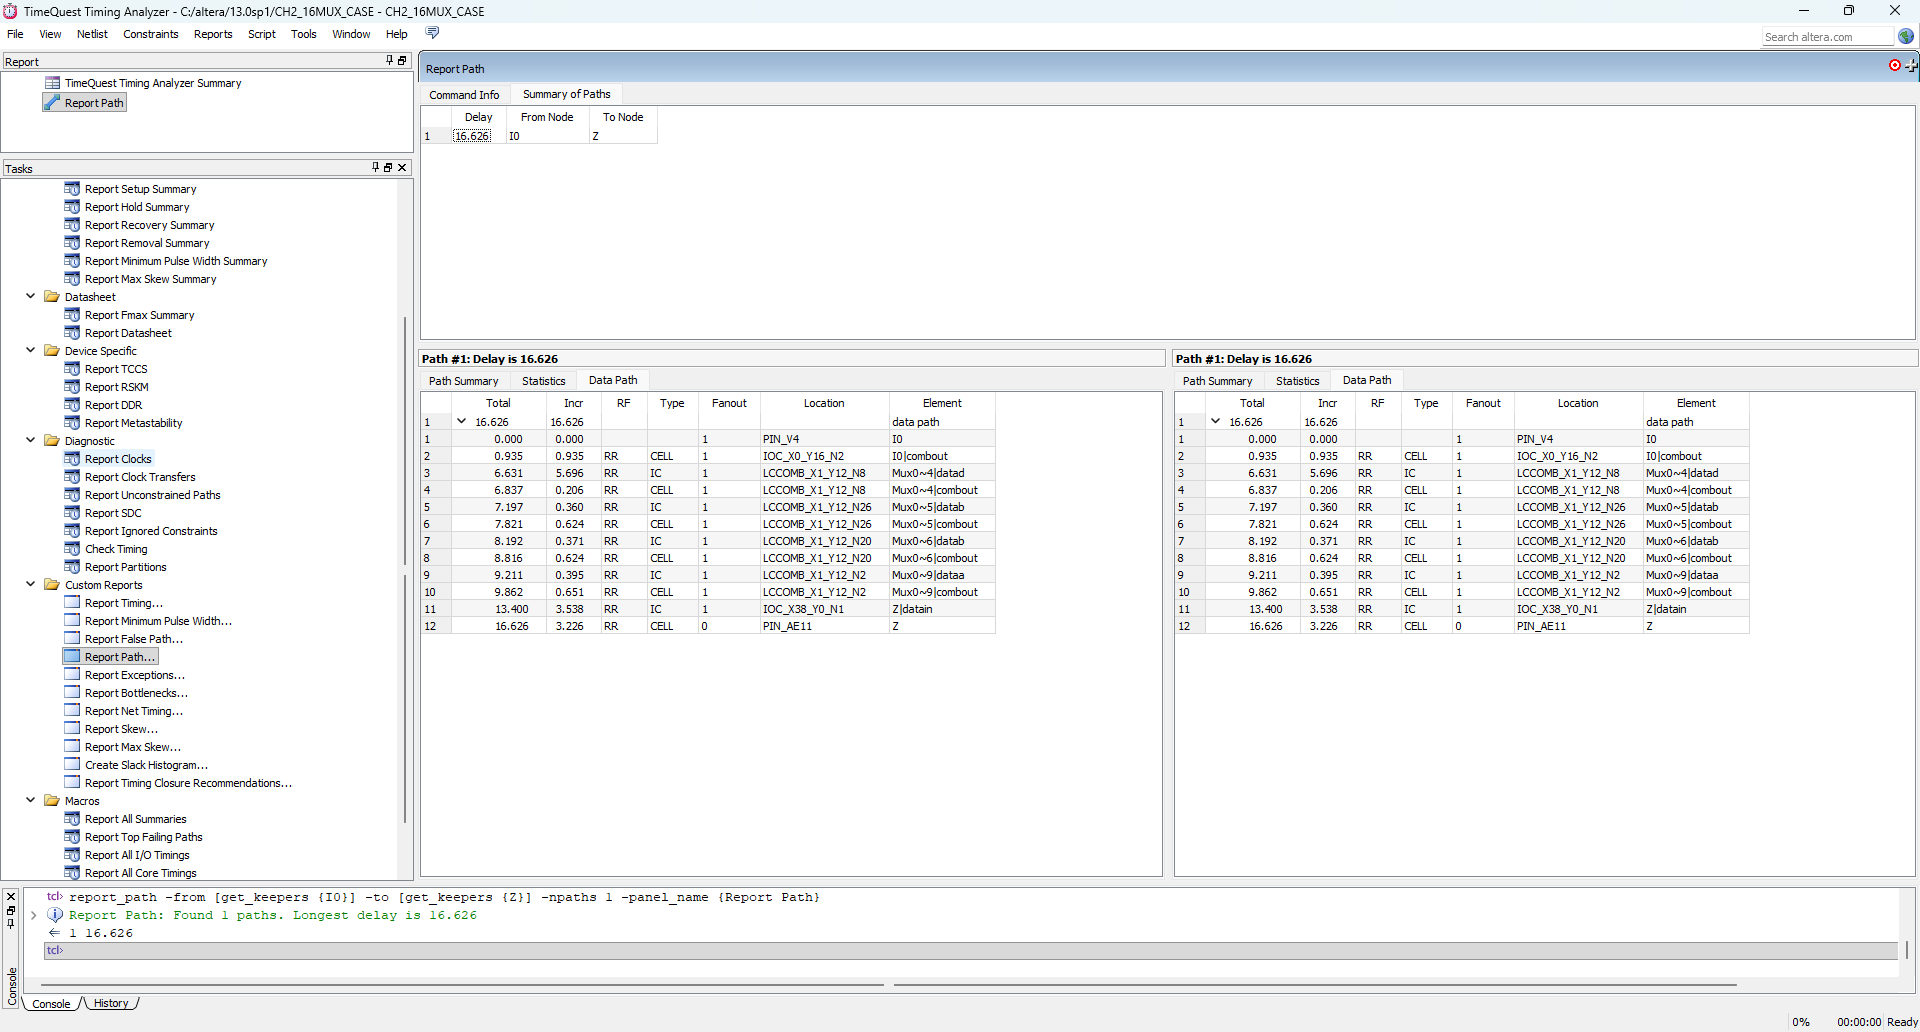 TimeQuest Timing Analyzer - C:/altera/13.0sp1/CH2_16MUX_CASE - CH2_16MUX_CASE
File View Netlist Constraints Reports Script Tools Window Help
Search altera.com
Report
TimeQuest Timing Analyzer Summary
Report Path
Tasks
Report Setup Summary
Report Hold Summary
Report Recovery Summary
Report Removal Summary
Report Minimum Pulse Width Summary
Report Max Skew Summary
Datasheet
Report Fmax Summary
Report Datasheet
Device Specific
Report TCCS
Report RSKM
Report DDR
Report Metastability
Diagnostic
Report Clocks
Report Clock Transfers
Report Unconstrained Paths
Report SDC
Report Ignored Constraints
Check Timing
Report Partitions
Custom Reports
Report Timing...
Report Minimum Pulse Width...
Report False Path...
Report Path...
Report Exceptions...
Report Bottlenecks...
Report Net Timing...
Report Skew...
Report Max Skew...
Create Slack Histogram...
Report Timing Closure Recommendations...
Macros
Report All Summaries
Report Top Failing Paths
Report All I/O Timings
Report All Core Timings
Report Path
Command Info Summary of Paths
Delay From Node To Node
1 16.626 I0 Z
Path #1: Delay is 16.626
Path Summary Statistics Data Path
Total Incr RF Type Fanout Location Element
1 16.626 16.626 data path
1 0.000 0.000 1 PIN_V4 I0
2 0.935 0.935 RR CELL 1 IOC_X0_Y16_N2 I0|combout
3 6.631 5.696 RR IC 1 LCCOMB_X1_Y12_N8 Mux0~4|datad
4 6.837 0.206 RR CELL 1 LCCOMB_X1_Y12_N8 Mux0~4|combout
5 7.197 0.360 RR IC 1 LCCOMB_X1_Y12_N26 Mux0~5|datab
6 7.821 0.624 RR CELL 1 LCCOMB_X1_Y12_N26 Mux0~5|combout
7 8.192 0.371 RR IC 1 LCCOMB_X1_Y12_N20 Mux0~6|datab
8 8.816 0.624 RR CELL 1 LCCOMB_X1_Y12_N20 Mux0~6|combout
9 9.211 0.395 RR IC 1 LCCOMB_X1_Y12_N2 Mux0~9|dataa
10 9.862 0.651 RR CELL 1 LCCOMB_X1_Y12_N2 Mux0~9|combout
11 13.400 3.538 RR IC 1 IOC_X38_Y0_N1 Z|datain
12 16.626 3.226 RR CELL 0 PIN_AE11 Z
Path #1: Delay is 16.626
Path Summary Statistics Data Path
Total Incr RF Type Fanout Location Element
1 16.626 16.626 data path
1 0.000 0.000 1 PIN_V4 I0
2 0.935 0.935 RR CELL 1 IOC_X0_Y16_N2 I0|combout
3 6.631 5.696 RR IC 1 LCCOMB_X1_Y12_N8 Mux0~4|datad
4 6.837 0.206 RR CELL 1 LCCOMB_X1_Y12_N8 Mux0~4|combout
5 7.197 0.360 RR IC 1 LCCOMB_X1_Y12_N26 Mux0~5|datab
6 7.821 0.624 RR CELL 1 LCCOMB_X1_Y12_N26 Mux0~5|combout
7 8.192 0.371 RR IC 1 LCCOMB_X1_Y12_N20 Mux0~6|datab
8 8.816 0.624 RR CELL 1 LCCOMB_X1_Y12_N20 Mux0~6|combout
9 9.211 0.395 RR IC 1 LCCOMB_X1_Y12_N2 Mux0~9|dataa
10 9.862 0.651 RR CELL 1 LCCOMB_X1_Y12_N2 Mux0~9|combout
11 13.400 3.538 RR IC 1 IOC_X38_Y0_N1 Z|datain
12 16.626 3.226 RR CELL 0 PIN_AE11 Z
tcl> report_path -from [get_keepers {I0}] -to [get_keepers {Z}] -npaths 1 -panel_name {Report Path}
Report Path: Found 1 paths. Longest delay is 16.626
1 16.626
tcl>
Console
Console History
0% 00:00:00 Ready